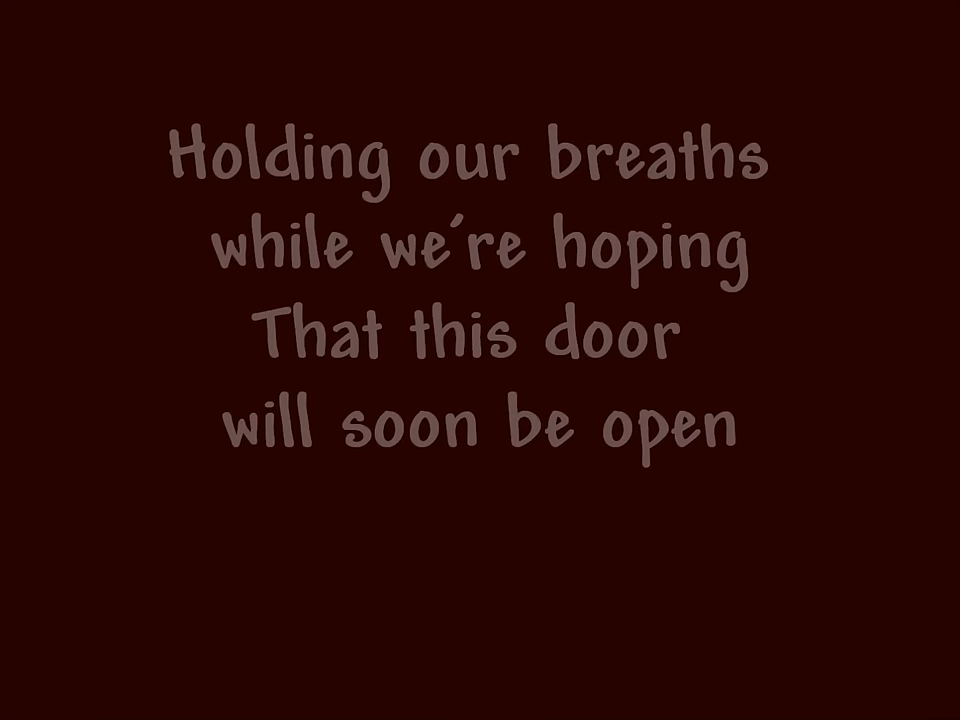 Holding our breaths
while we're hoping
That this door
will soon be open